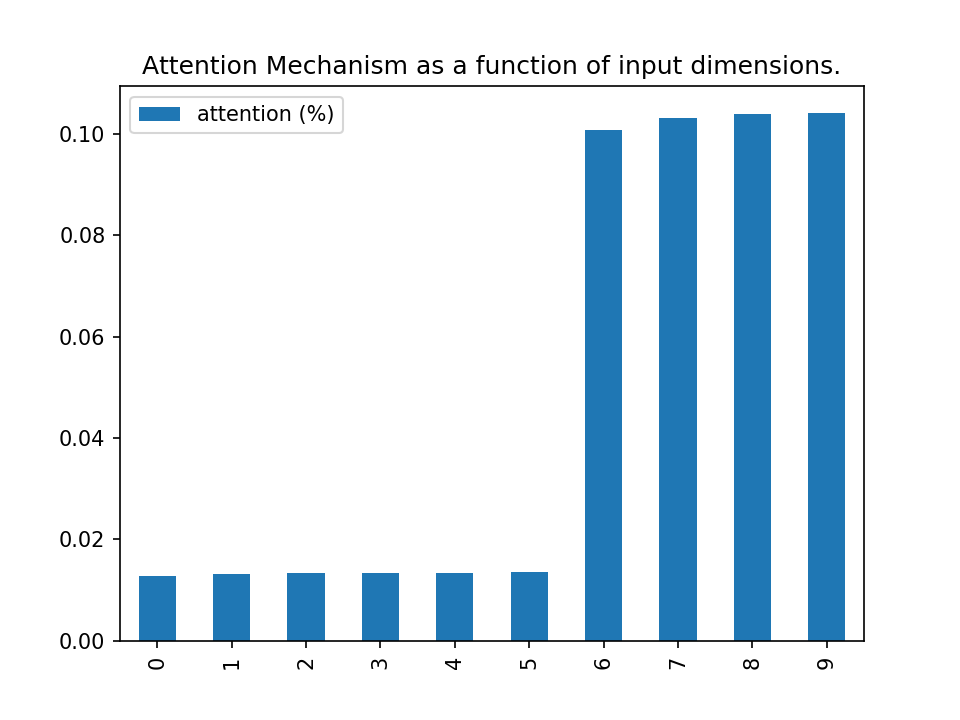 Attention Mechanism as a function of input dimensions.
attention (%)
0.10
0.08
0.06
0.04
0.02
0.00
0 1 2 3 4 5 6 7 8 9